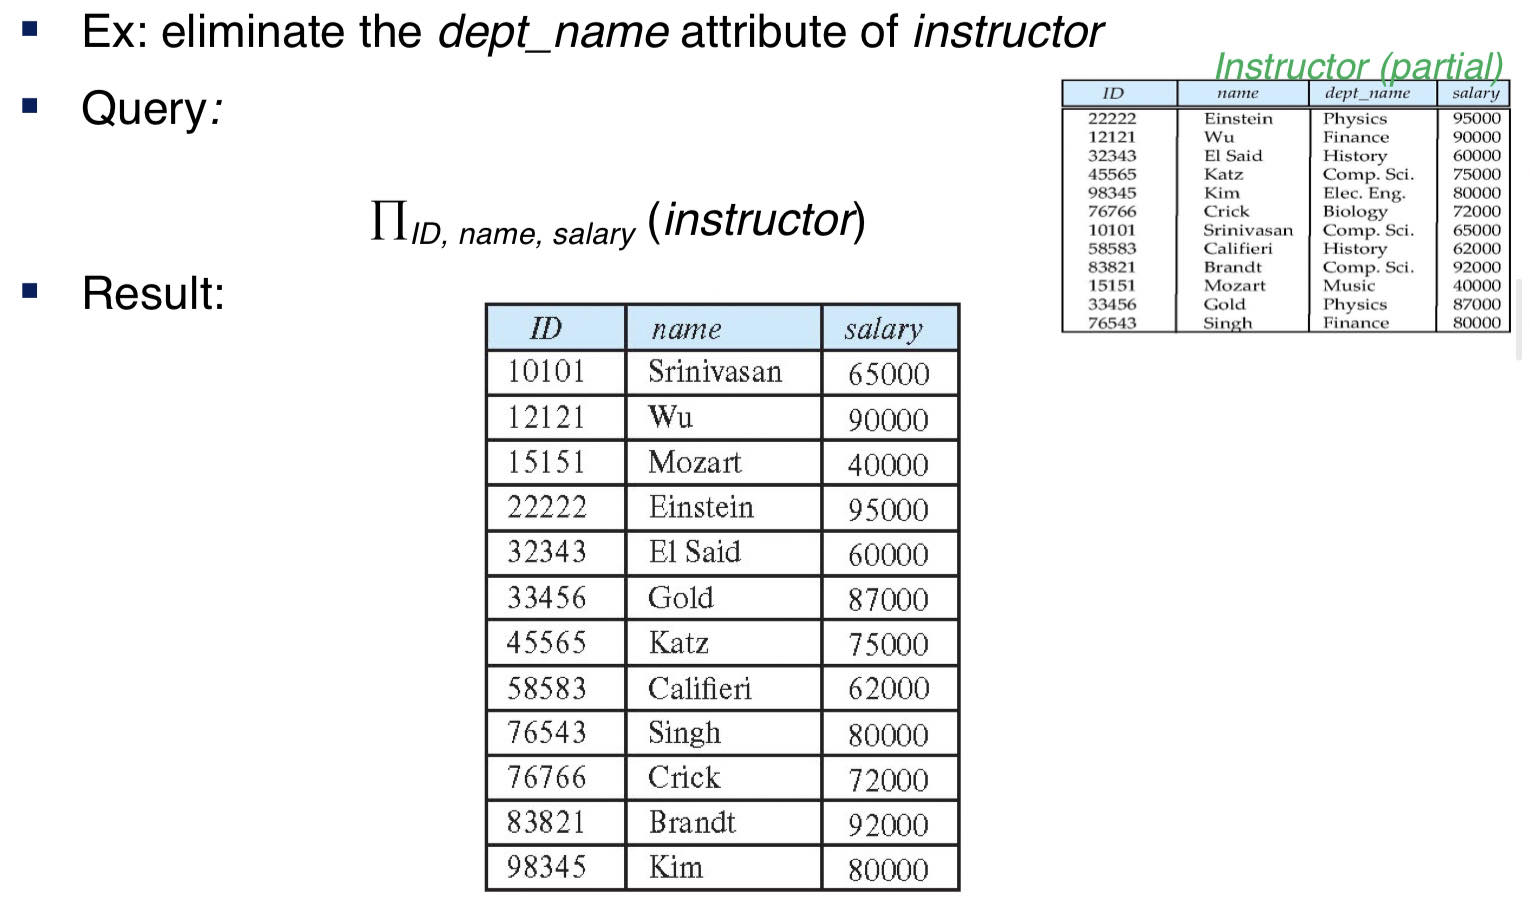 ▪ Ex: eliminate the dept_name attribute of instructor
▪ Query:
∏ID, name, salary (instructor)
▪ Result:
ID name salary
10101 Srinivasan 65000
12121 Wu 90000
15151 Mozart 40000
22222 Einstein 95000
32343 El Said 60000
33456 Gold 87000
45565 Katz 75000
58583 Califieri 62000
76543 Singh 80000
76766 Crick 72000
83821 Brandt 92000
98345 Kim 80000
Instructor (partial)
ID name dept_name salary
22222 Einstein Physics 95000
12121 Wu Finance 90000
32343 El Said History 60000
45565 Katz Comp. Sci. 75000
98345 Kim Elec. Eng. 80000
76766 Crick Biology 72000
10101 Srinivasan Comp. Sci. 65000
58583 Califieri History 62000
83821 Brandt Comp. Sci. 92000
15151 Mozart Music 40000
33456 Gold Physics 87000
76543 Singh Finance 80000